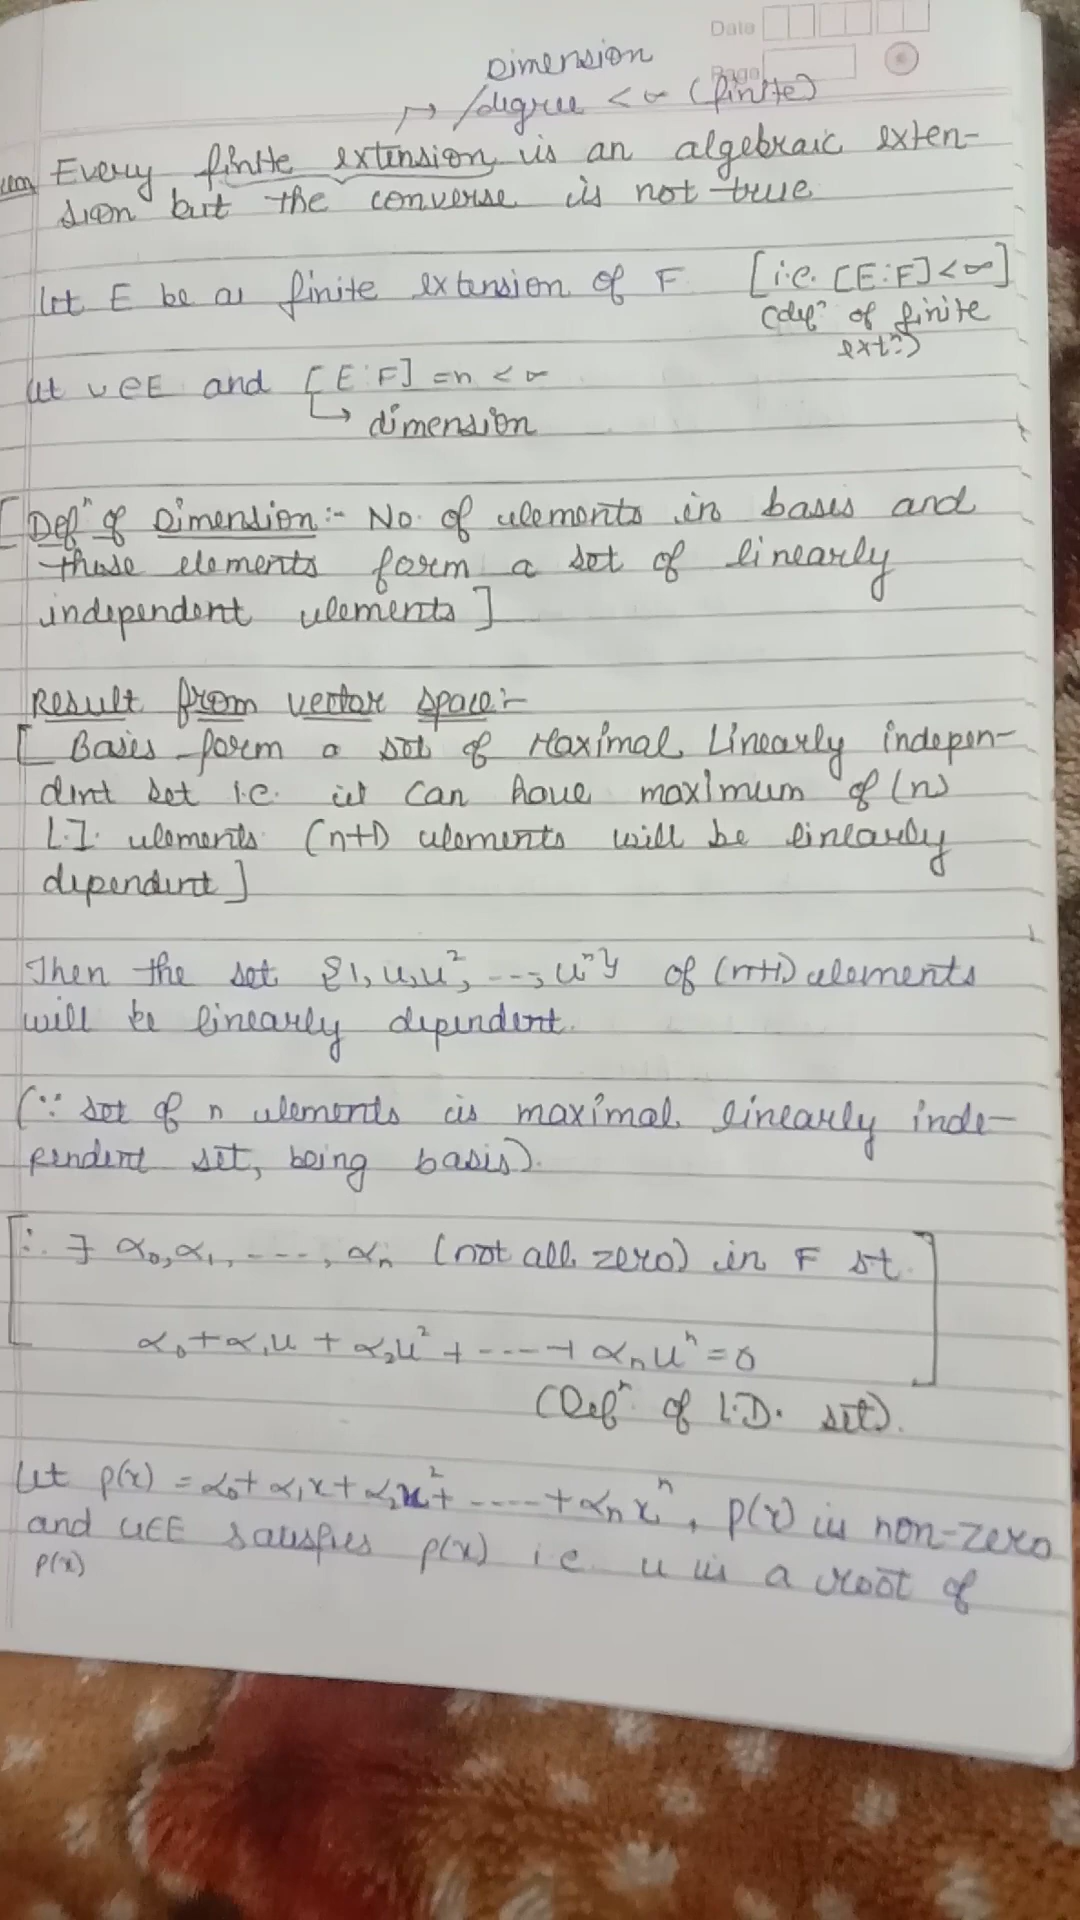 Date
Page
Dimension
↦ /degree < ∞ (finite)
Every finite extension is an algebraic exten-
sion but the converse is not true
Let E be a finite extension of F [i.e. [E:F]<∞]
(defⁿ of finite
extⁿ)
Let u∈E and [E:F] = n < ∞
↳ dimension
[Defⁿ of Dimension:- No. of elements in basis and
those elements form a set of linearly
independent elements]
Result from vector space:-
[Basis form a set of Maximal Linearly indepen-
dent set i.e. it can have maximum of (n)
L.I. elements (n+1) elements will be linearly
dependent]
Then the set {1, u, u², ---, uⁿ} of (n+1) elements
will be linearly dependent.
(∵ set of n elements is maximal linearly inde-
pendent set, being basis).
[∴ ∃ α₀, α₁, ----, αₙ (not all zero) in F s.t.
α₀ + α₁u + α₂u² + ---- + αₙuⁿ = 0]
(Defⁿ of L.D. set).
Let p(x) = α₀ + α₁x + α₂x² + ---- + αₙxⁿ, p(x) is non-zero
and u∈E satisfies p(x) i.e. u is a root of
p(x)